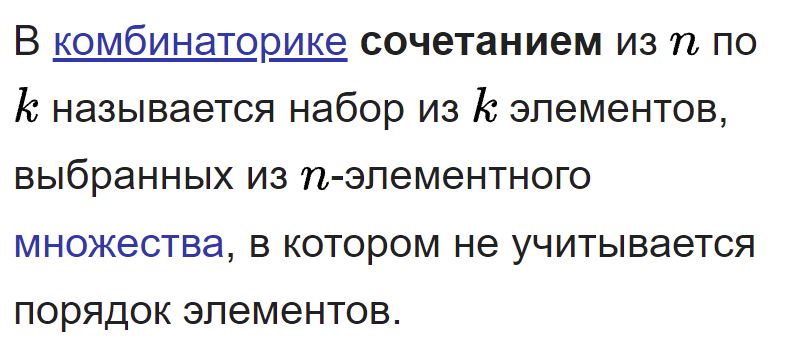 В комбинаторике сочетанием из n по
k называется набор из k элементов,
выбранных из n-элементного
множества, в котором не учитывается
порядок элементов.